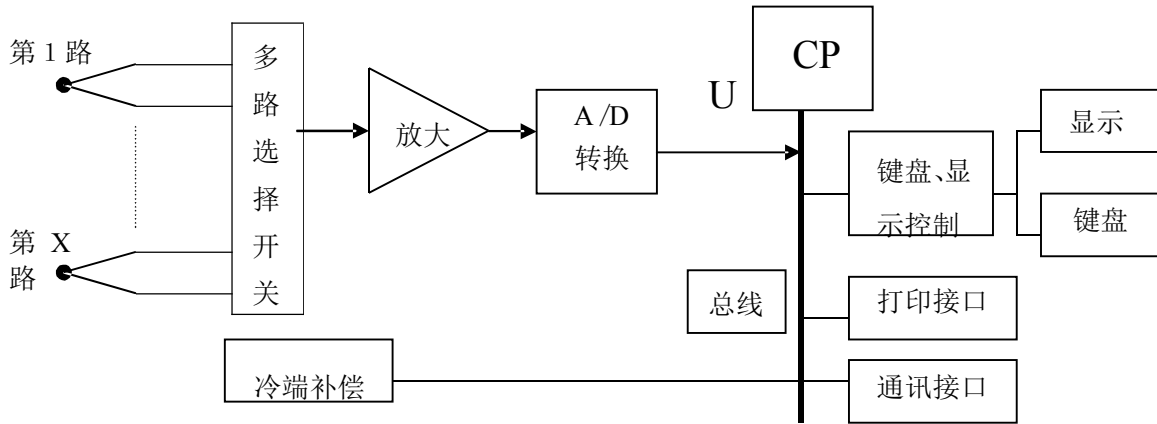 第 1 路
第 X
路
多
路
选
择
开
关
放大
A /D
转换
CP
U
键盘、显
示控制
显示
键盘
总线
打印接口
通讯接口
冷端补偿